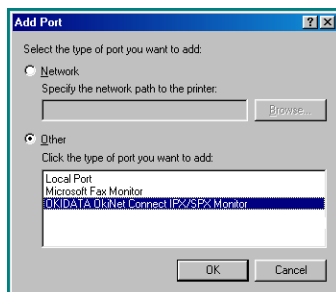 Add Port
Select the type of port you want to add:
Network
Specify the network path to the printer:
Browse...
Other
Click the type of port you want to add:
Local Port
Microsoft Fax Monitor
OKIDATA OkiNet Connect IPX/SPX Monitor
OK Cancel